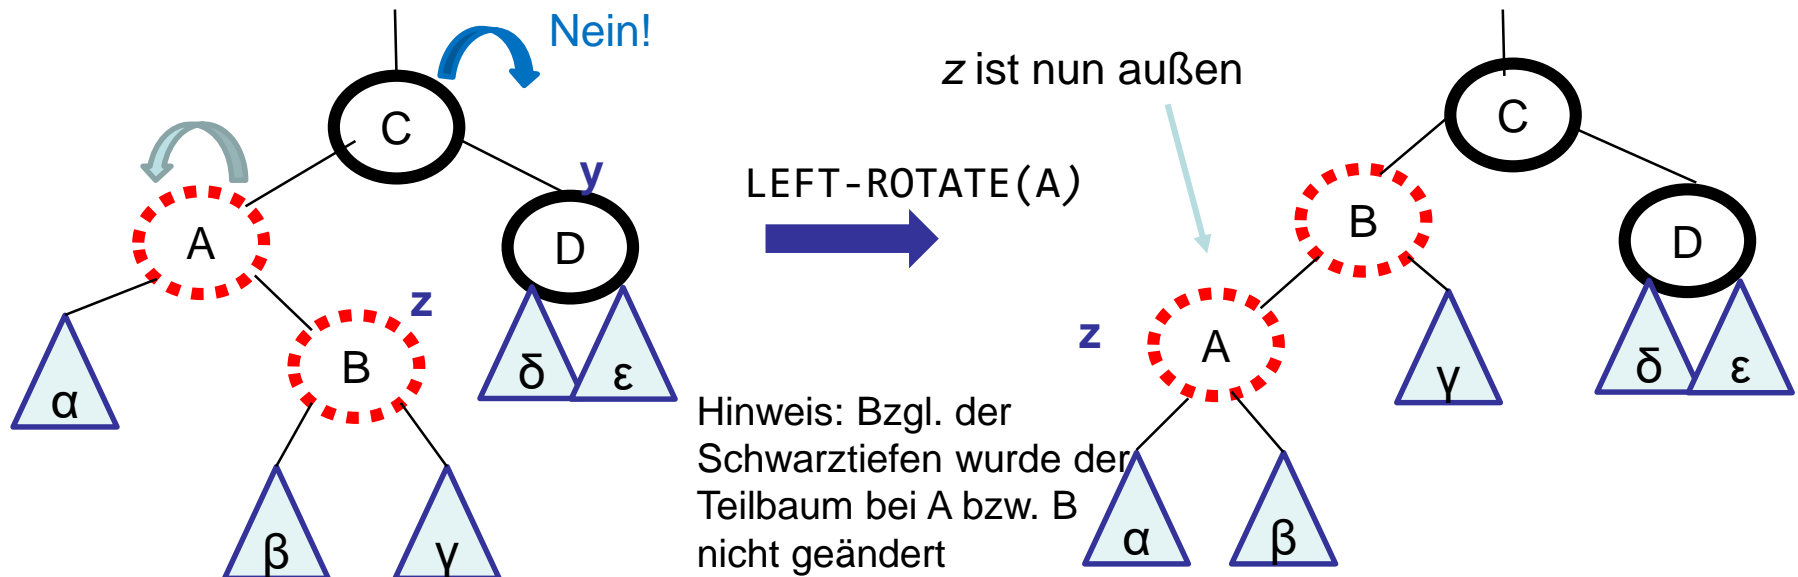 Nein!
C
y
A
D
z
B
α
δ
ε
β
γ
z ist nun außen
LEFT-ROTATE(A)
Hinweis: Bzgl. der
Schwarztiefen wurde der
Teilbaum bei A bzw. B
nicht geändert
C
B
D
z
A
γ
δ
ε
α
β